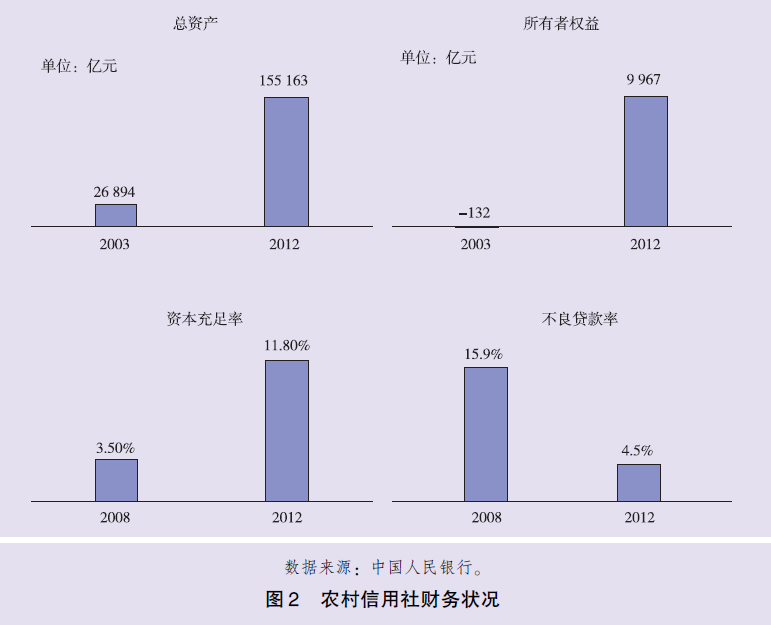 总资产
单位：亿元
155 163
26 894
2003
2012
所有者权益
单位：亿元
9 967
−132
2003
2012
资本充足率
11.80%
3.50%
2008
2012
不良贷款率
15.9%
4.5%
2008
2012
数据来源：中国人民银行。
图2 农村信用社财务状况